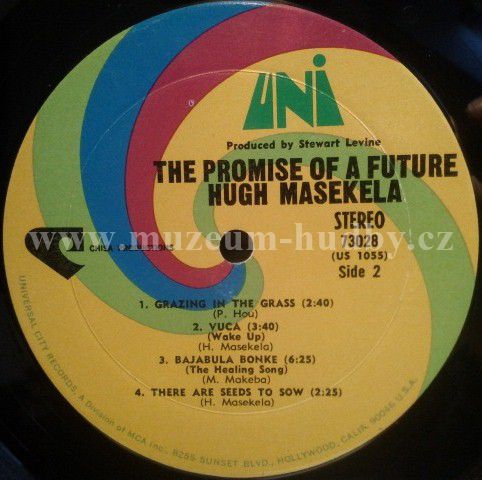 UNI
Produced by Stewart Levine
THE PROMISE OF A FUTURE
HUGH MASEKELA
STEREO
73028
(US 1055)
Side 2
www.muzeum-hudby.cz
CHISA PRODUCTIONS
1. GRAZING IN THE GRASS (2:40)
(P. Hou)
2. VUCA (3:40)
(Wake Up)
(H. Masekela)
3. BAJABULA BONKE (6:25)
(The Healing Song)
(M. Makeba)
4. THERE ARE SEEDS TO SOW (2:25)
(H. Masekela)
UNIVERSAL CITY RECORDS, A Division of MCA Inc., 8255 SUNSET BLVD., HOLLYWOOD, CALIF. 90046 U.S.A.